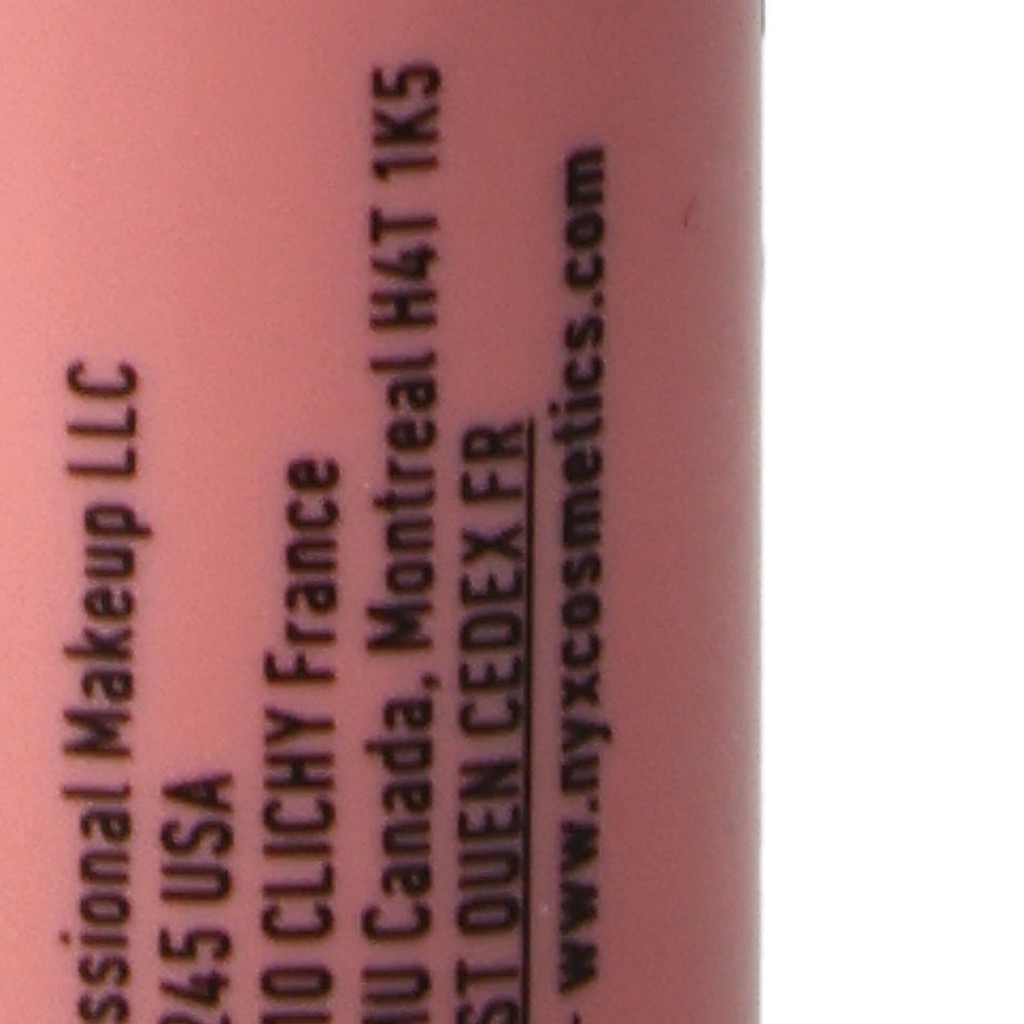 ssional Makeup LLC
245 USA
10 CLICHY France
HU Canada, Montreal H4T 1K5
ST OUEN CEDEX FR
- www.nyxcosmetics.com